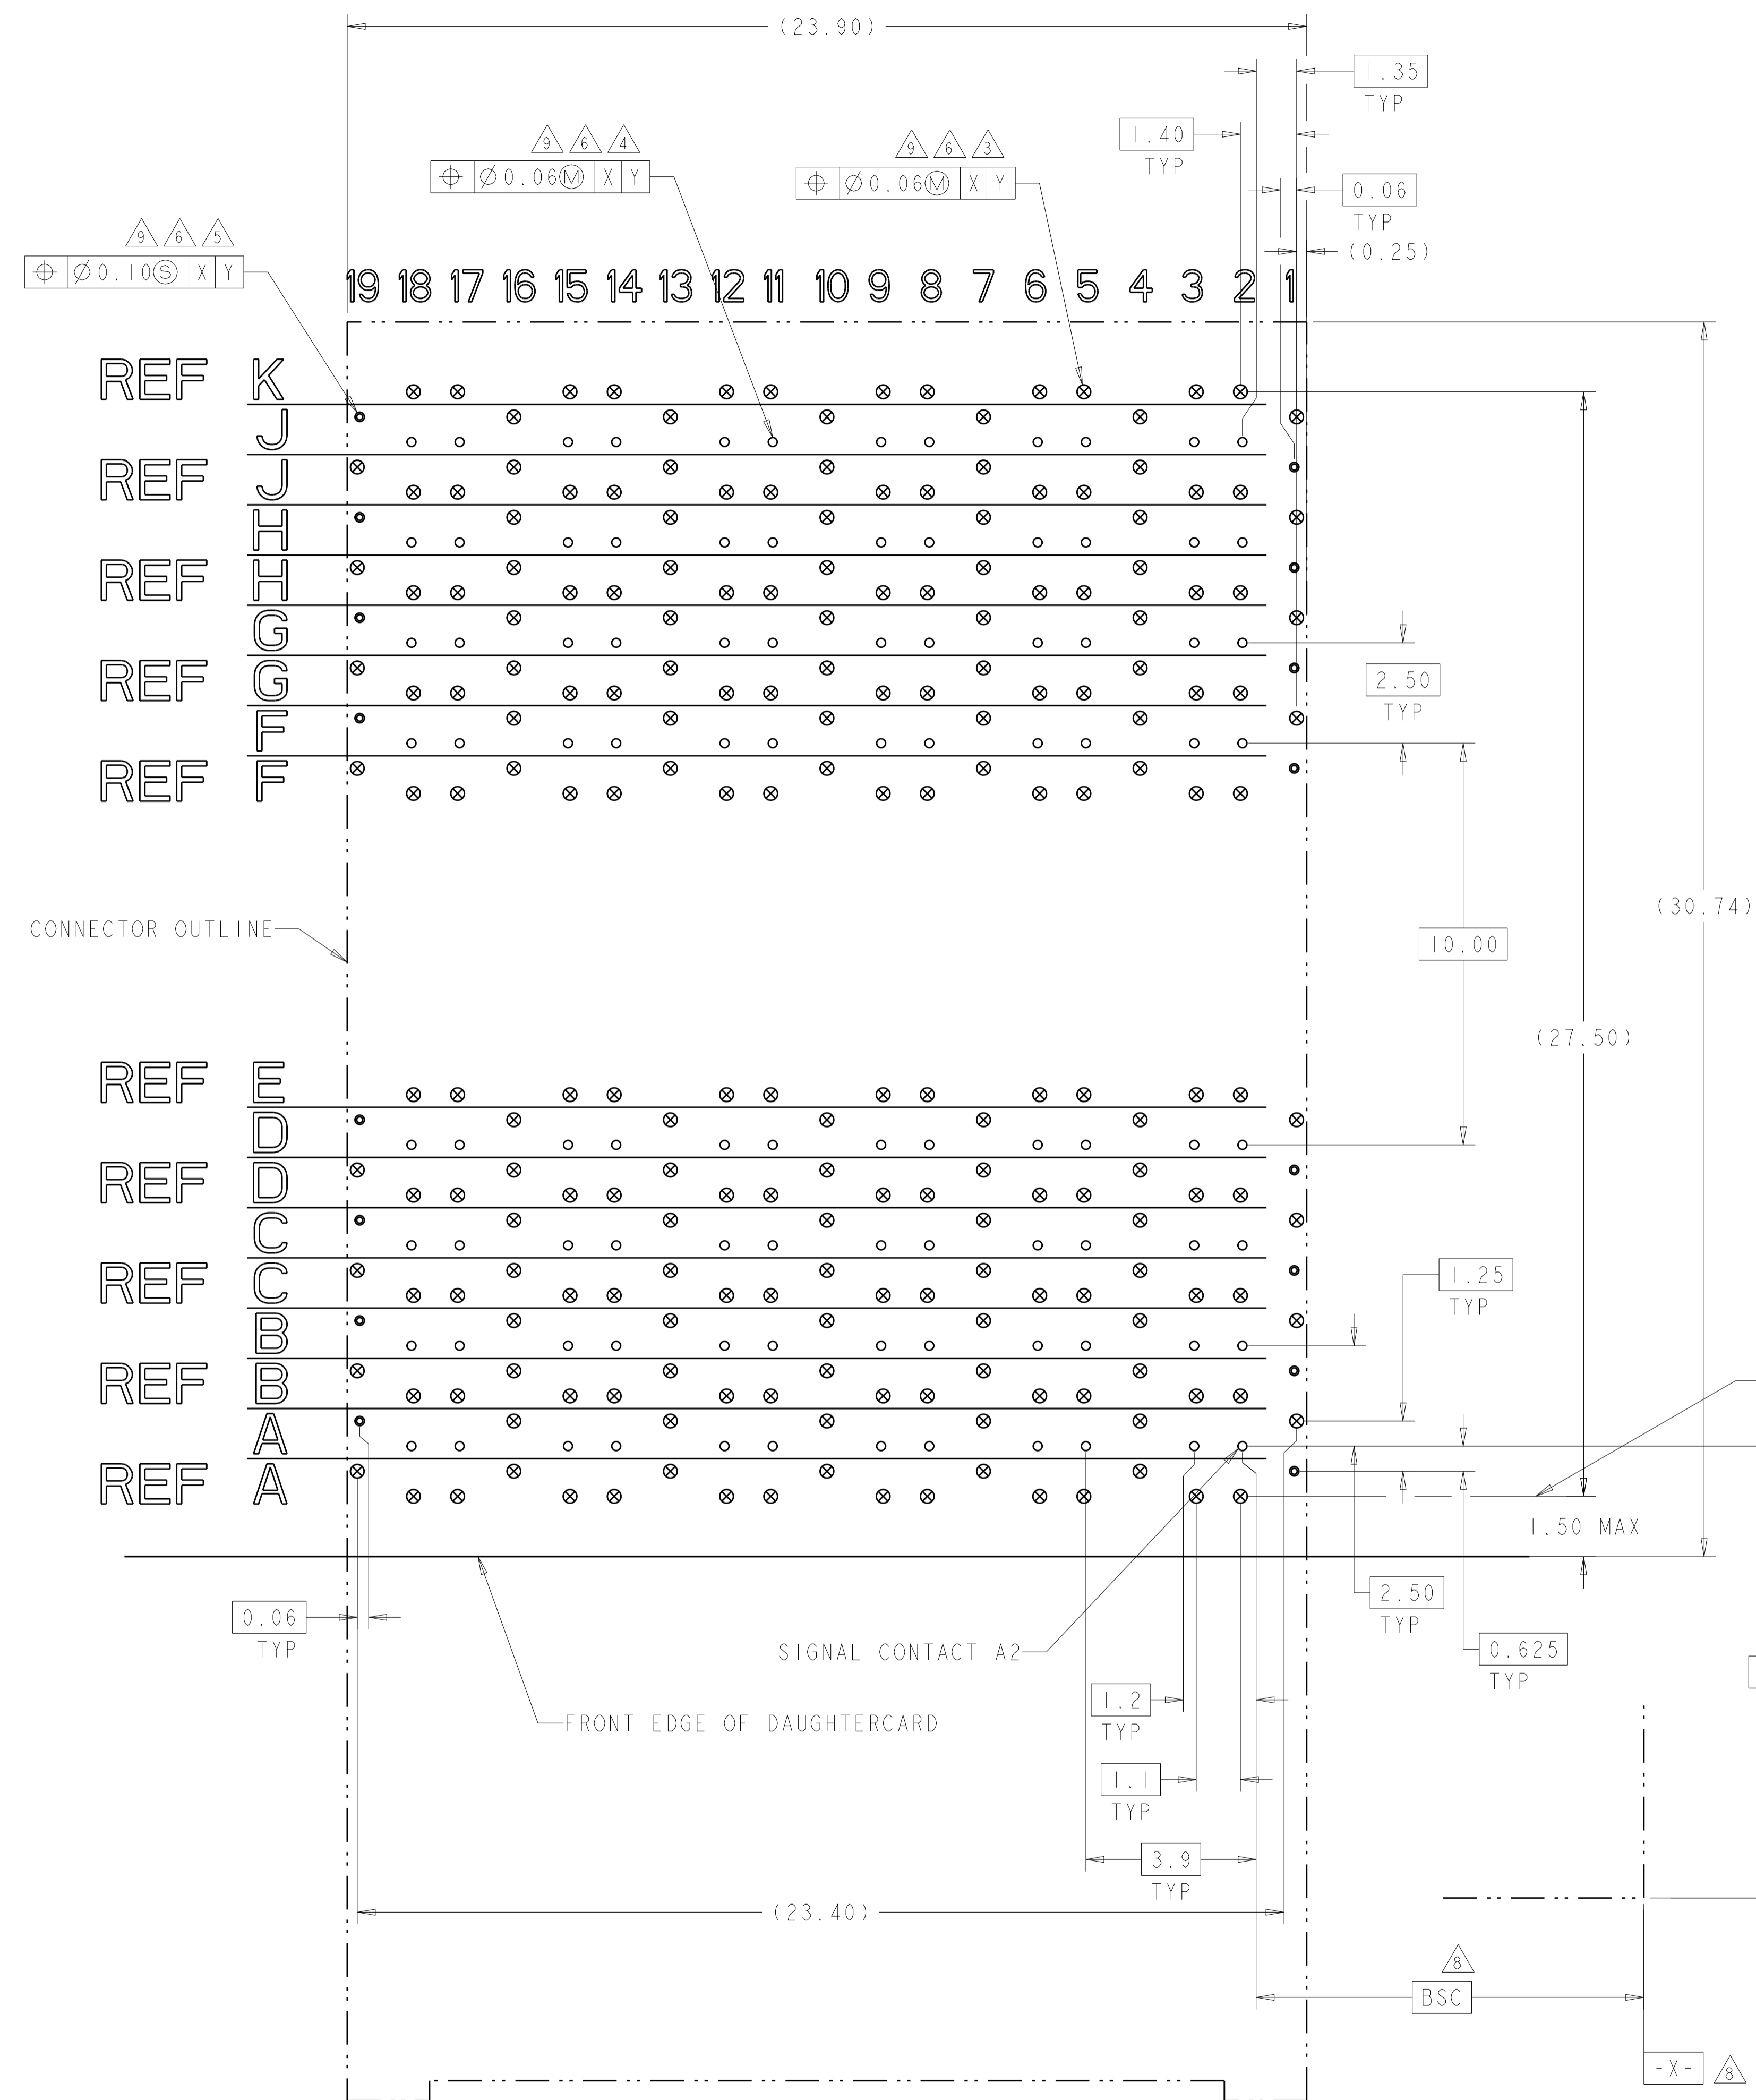 (23.90)
1.35
TYP
9 6 4
⌖ Ø0.06Ⓜ X Y
9 6 3
⌖ Ø0.06Ⓜ X Y
1.40
TYP
0.06
TYP
9 6 5
⌖ Ø0.10Ⓢ X Y
(0.25)
19 18 17 16 15 14 13 12 11 10 9 8 7 6 5 4 3 2 1
REF K
J
REF J
H
REF H
G
REF G
2.50
TYP
F
REF F
(30.74)
CONNECTOR OUTLINE
10.00
(27.50)
REF E
D
REF D
C
REF C
1.25
TYP
B
REF B
A
REF A
1.50 MAX
0.06
TYP
2.50
TYP
SIGNAL CONTACT A2
0.625
TYP
FRONT EDGE OF DAUGHTERCARD
1.2
TYP
1.1
TYP
3.9
TYP
(23.40)
8
BSC
-X- 8